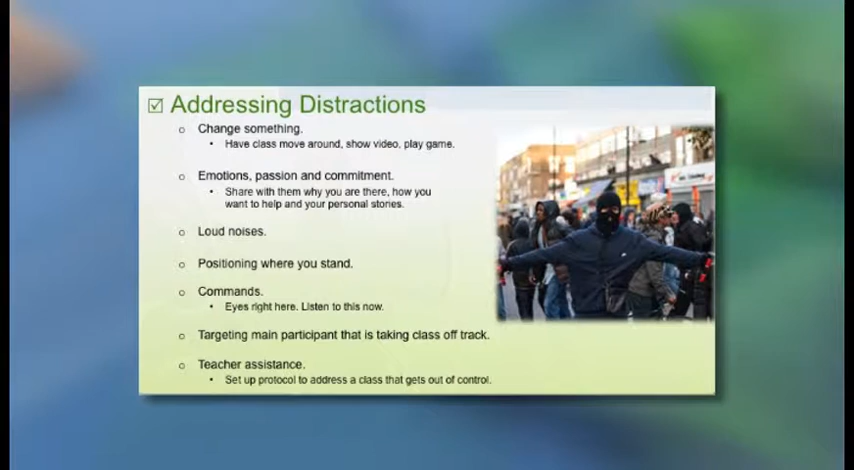 ☑ Addressing Distractions
o Change something.
• Have class move around, show video, play game.
o Emotions, passion and commitment.
• Share with them why you are there, how you
want to help and your personal stories.
o Loud noises.
o Positioning where you stand.
o Commands.
• Eyes right here. Listen to this now.
o Targeting main participant that is taking class off track.
o Teacher assistance.
• Set up protocol to address a class that gets out of control.